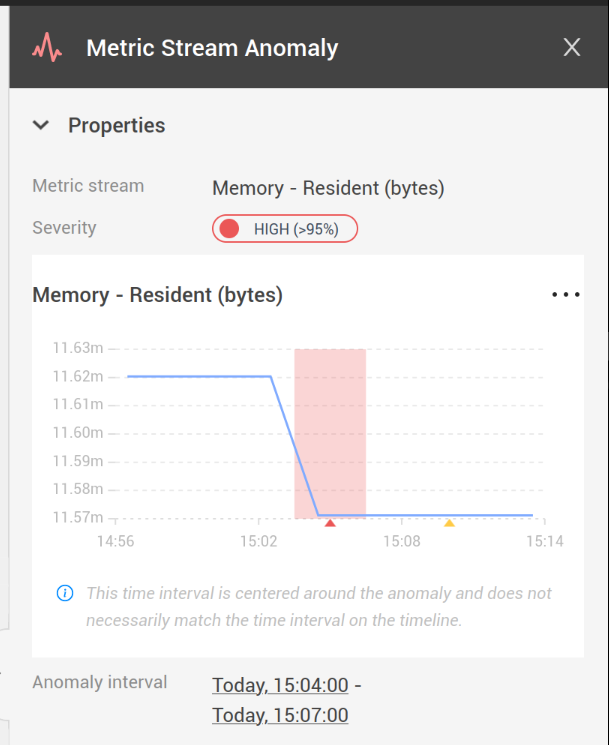 Metric Stream Anomaly
Properties
Metric stream
Memory - Resident (bytes)
Severity
HIGH (>95%)
Memory - Resident (bytes)
11.63m
11.62m
11.61m
11.60m
11.59m
11.58m
11.57m
14:56 15:02 15:08 15:14
This time interval is centered around the anomaly and does not
necessarily match the time interval on the timeline.
Anomaly interval
Today, 15:04:00 -
Today, 15:07:00